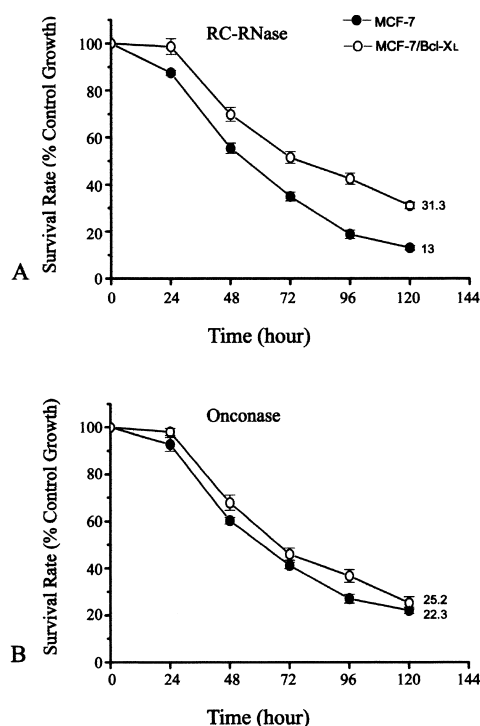 RC-RNase
MCF-7
MCF-7/Bcl-XL
Survival Rate (% Control Growth)
100
80
60
40
20
0
31.3
13
0 24 48 72 96 120 144
Time (hour)
A
Onconase
Survival Rate (% Control Growth)
100
80
60
40
20
0
25.2
22.3
0 24 48 72 96 120 144
Time (hour)
B